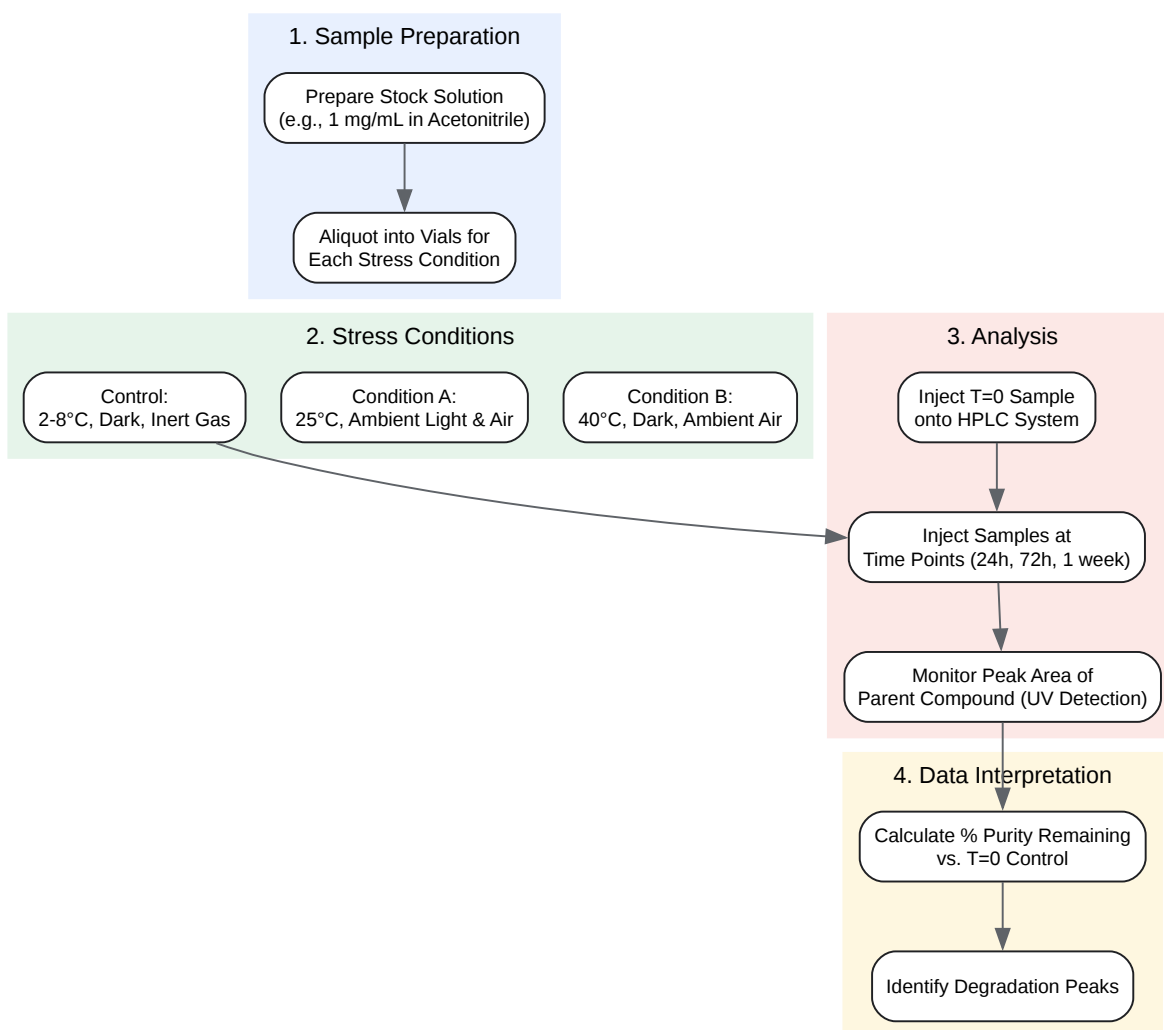 1. Sample Preparation
Prepare Stock Solution
(e.g., 1 mg/mL in Acetonitrile)
Aliquot into Vials for
Each Stress Condition
2. Stress Conditions
Control:
2-8°C, Dark, Inert Gas
Condition A:
25°C, Ambient Light & Air
Condition B:
40°C, Dark, Ambient Air
3. Analysis
Inject T=0 Sample
onto HPLC System
Inject Samples at
Time Points (24h, 72h, 1 week)
Monitor Peak Area of
Parent Compound (UV Detection)
4. Data Interpretation
Calculate % Purity Remaining
vs. T=0 Control
Identify Degradation Peaks